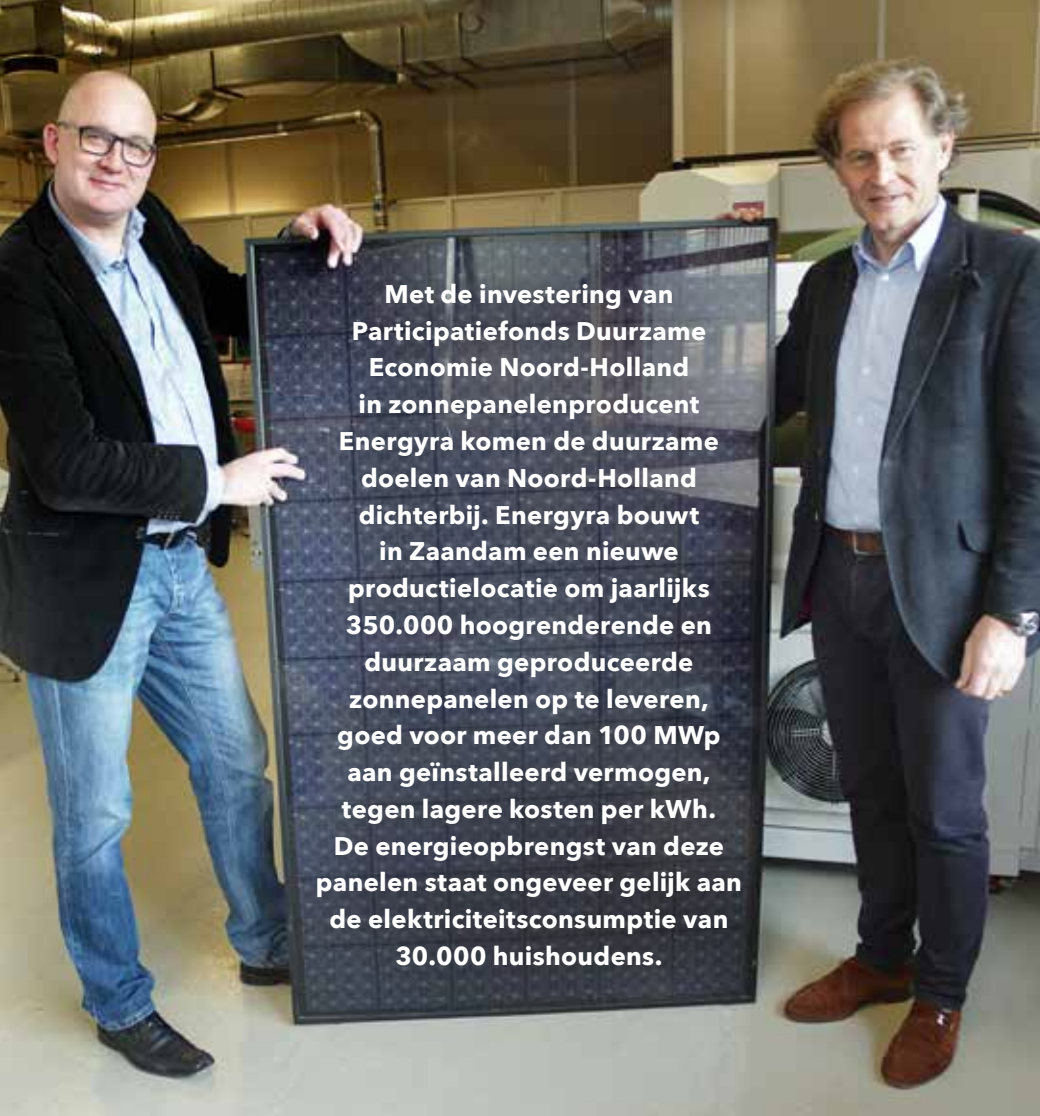 Met de investering van
Participatiefonds Duurzame
Economie Noord-Holland
in zonnepanelenproducent
Energyra komen de duurzame
doelen van Noord-Holland
dichterbij. Energyra bouwt
in Zaandam een nieuwe
productielocatie om jaarlijks
350.000 hoogrenderende en
duurzaam geproduceerde
zonnepanelen op te leveren,
goed voor meer dan 100 MWp
aan geïnstalleerd vermogen,
tegen lagere kosten per kWh.
De energieopbrengst van deze
panelen staat ongeveer gelijk aan
de elektriciteitsconsumptie van
30.000 huishoudens.